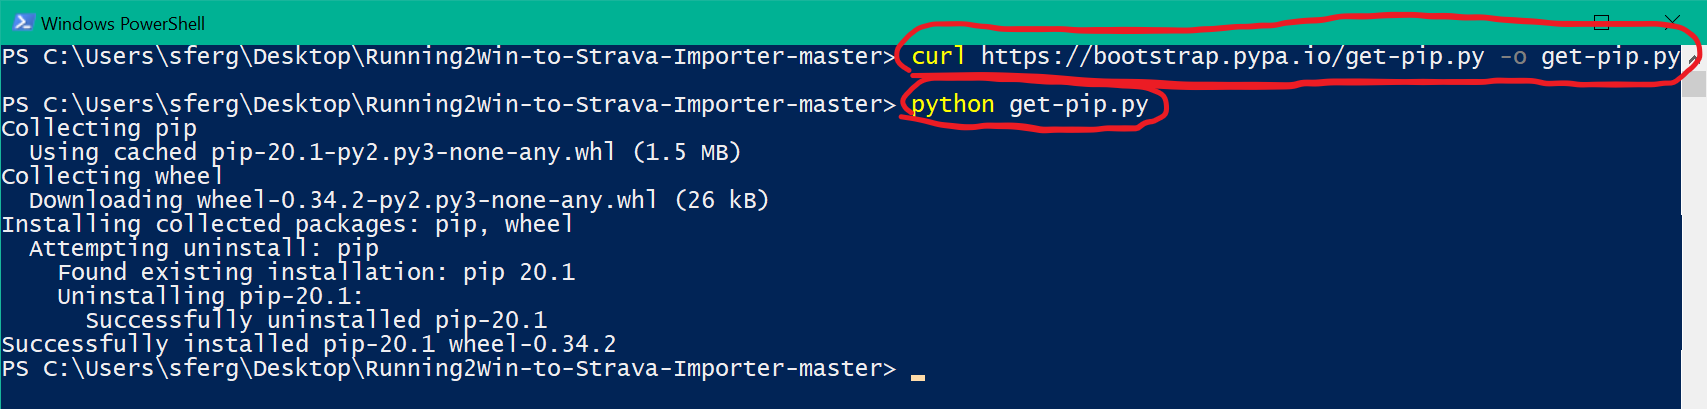 Windows PowerShell
PS C:\Users\sferg\Desktop\Running2Win-to-Strava-Importer-master> curl https://bootstrap.pypa.io/get-pip.py -o get-pip.py
PS C:\Users\sferg\Desktop\Running2Win-to-Strava-Importer-master> python get-pip.py
Collecting pip
  Using cached pip-20.1-py2.py3-none-any.whl (1.5 MB)
Collecting wheel
  Downloading wheel-0.34.2-py2.py3-none-any.whl (26 kB)
Installing collected packages: pip, wheel
  Attempting uninstall: pip
    Found existing installation: pip 20.1
    Uninstalling pip-20.1:
      Successfully uninstalled pip-20.1
Successfully installed pip-20.1 wheel-0.34.2
PS C:\Users\sferg\Desktop\Running2Win-to-Strava-Importer-master>